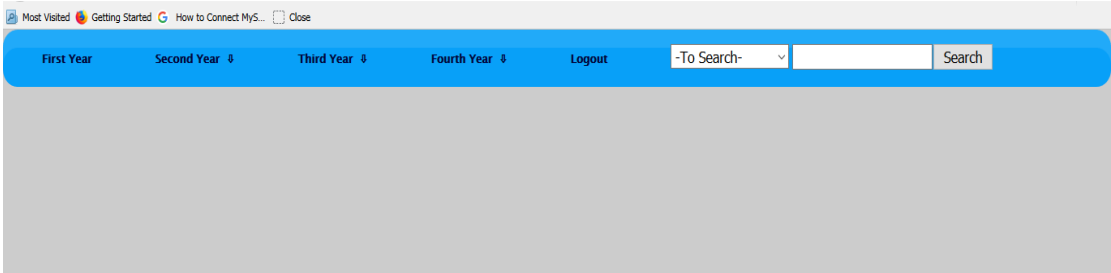 Most Visited Getting Started How to Connect MyS... Close
First Year Second Year ⇩ Third Year ⇩ Fourth Year ⇩ Logout -To Search- Search